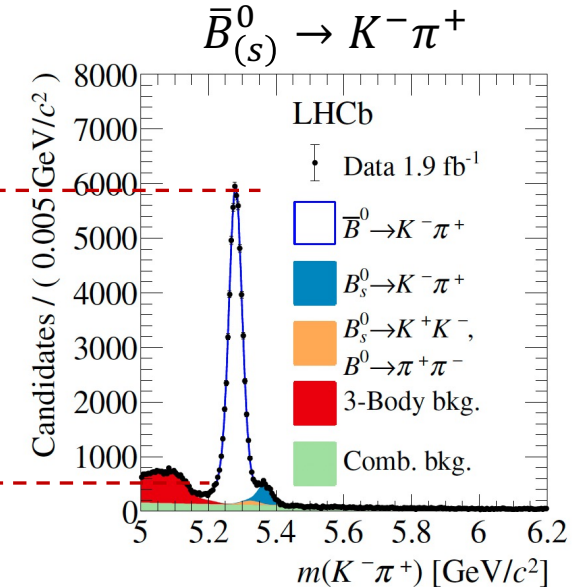 B̄⁰₍ₛ₎ → K⁻π⁺
8000
7000
6000
5000
4000
3000
2000
1000
0
Candidates / ( 0.005 GeV/c²)
LHCb
Data 1.9 fb⁻¹
B̄⁰→K⁻π⁺
B⁰ₛ→K⁻π⁺
B⁰ₛ→K⁺K⁻,
B⁰→π⁺π⁻
3-Body bkg.
Comb. bkg.
5 5.2 5.4 5.6 5.8 6 6.2
m(K⁻π⁺) [GeV/c²]